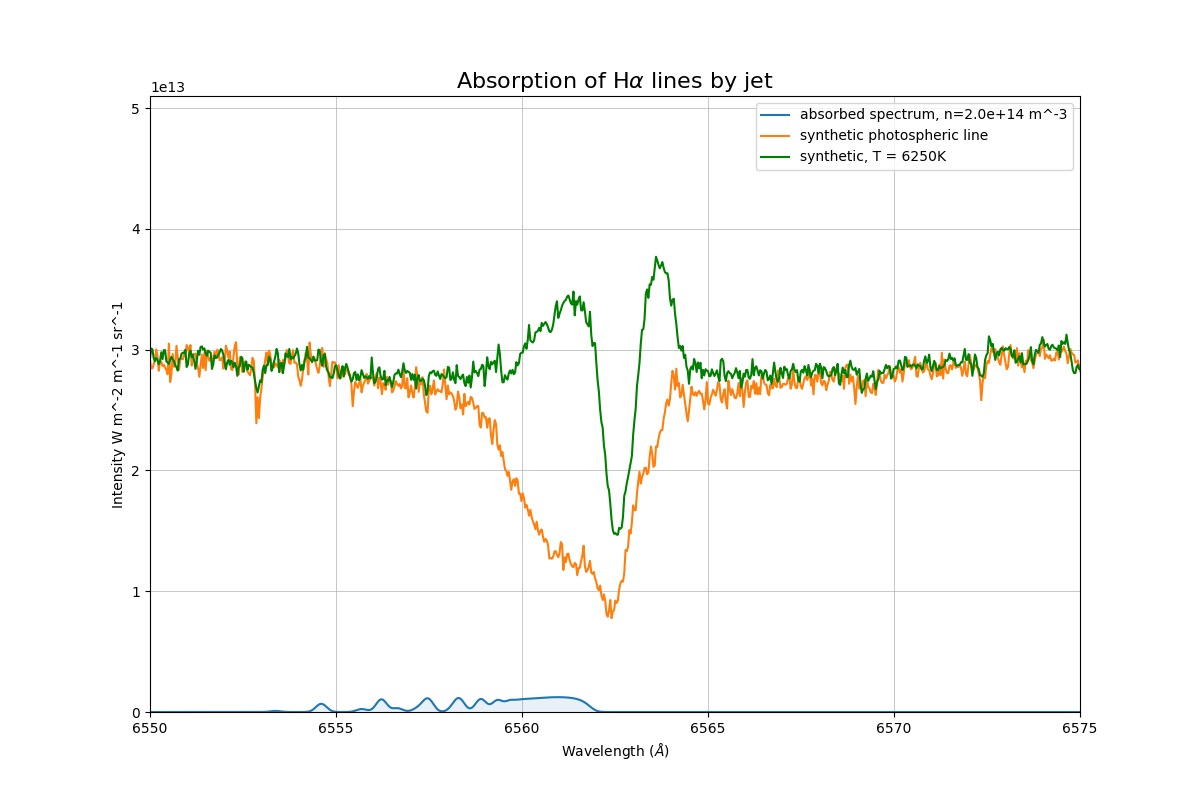 Absorption of Hα lines by jet
1e13
absorbed spectrum, n=2.0e+14 m^-3
synthetic photospheric line
synthetic, T = 6250K
5
4
3
2
1
0
Intensity W m^-2 m^-1 sr^-1
6550 6555 6560 6565 6570 6575
Wavelength (Å)